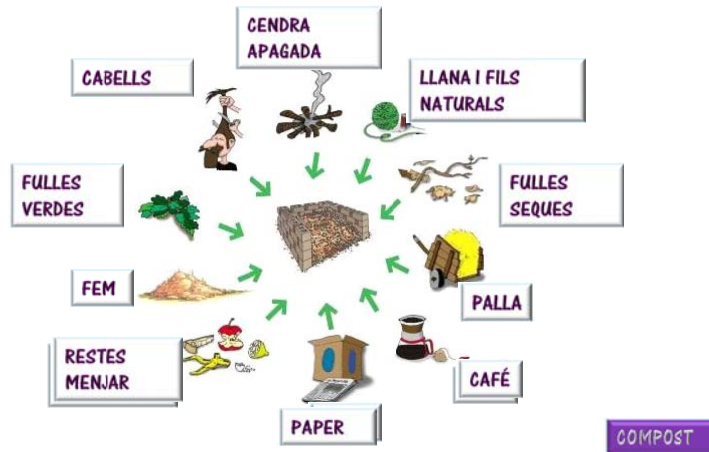 CENDRA
APAGADA
CABELLS
LLANA I FILS
NATURALS
FULLES
VERDES
FULLES
SEQUES
FEM
PALLA
RESTES
MENJAR
CAFÉ
PAPER
COMPOST